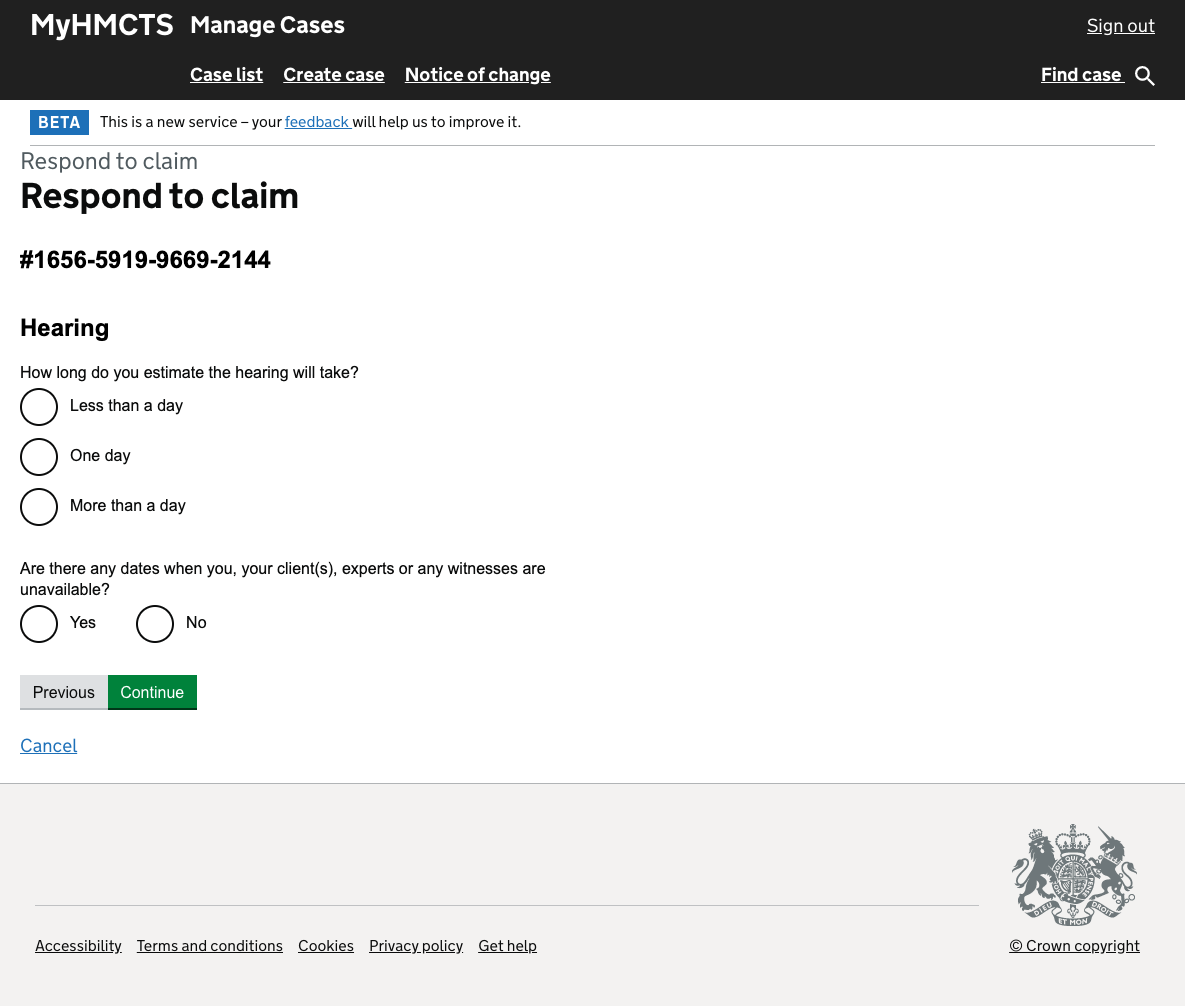 MyHMCTS Manage Cases Sign out
Case list Create case Notice of change Find case
BETA This is a new service – your feedback will help us to improve it.
Respond to claim
Respond to claim
#1656-5919-9669-2144
Hearing
How long do you estimate the hearing will take?
Less than a day
One day
More than a day
Are there any dates when you, your client(s), experts or any witnesses are
unavailable?
Yes No
Previous Continue
Cancel
DIEU ET MON DROIT
Accessibility Terms and conditions Cookies Privacy policy Get help © Crown copyright